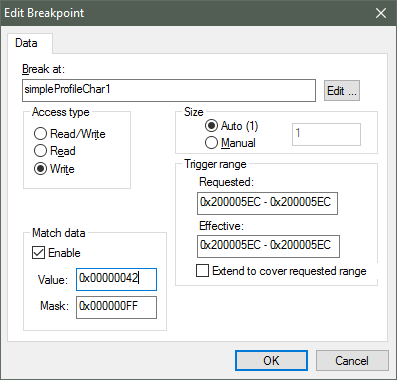 Edit Breakpoint
Data
Break at:
simpleProfileChar1
Edit ...
Access type
Read/Write
Read
Write
Size
Auto (1)
Manual
1
Trigger range
Requested:
0x200005EC - 0x200005EC
Effective:
0x200005EC - 0x200005EC
Extend to cover requested range
Match data
Enable
Value: 0x00000042
Mask: 0x000000FF
OK
Cancel